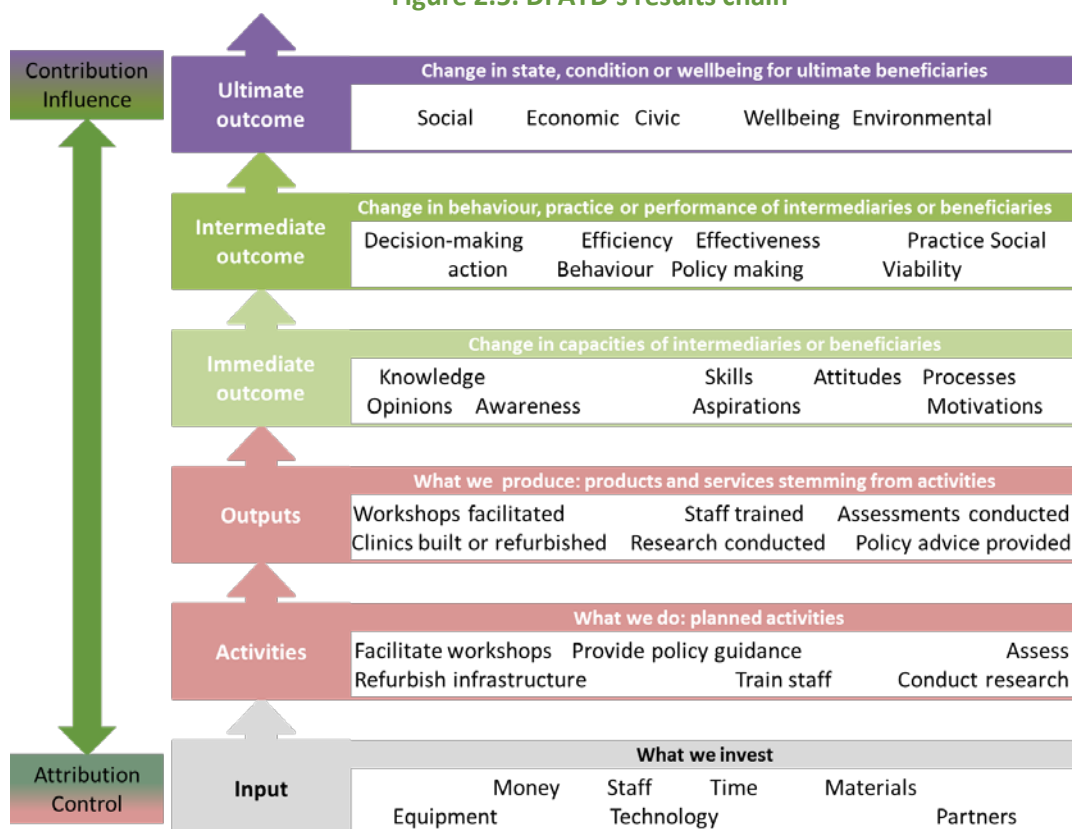 Figure 2.5: DFATD's results chain
Contribution
Influence
Ultimate
outcome
Change in state, condition or wellbeing for ultimate beneficiaries
Social Economic Civic Wellbeing Environmental
Intermediate
outcome
Change in behaviour, practice or performance of intermediaries or beneficiaries
Decision-making Efficiency Effectiveness Practice Social
action Behaviour Policy making Viability
Immediate
outcome
Change in capacities of intermediaries or beneficiaries
Knowledge Skills Attitudes Processes
Opinions Awareness Aspirations Motivations
Outputs
What we produce: products and services stemming from activities
Workshops facilitated Staff trained Assessments conducted
Clinics built or refurbished Research conducted Policy advice provided
Activities
What we do: planned activities
Facilitate workshops Provide policy guidance Assess
Refurbish infrastructure Train staff Conduct research
Attribution
Control
Input
What we invest
Money Staff Time Materials
Equipment Technology Partners